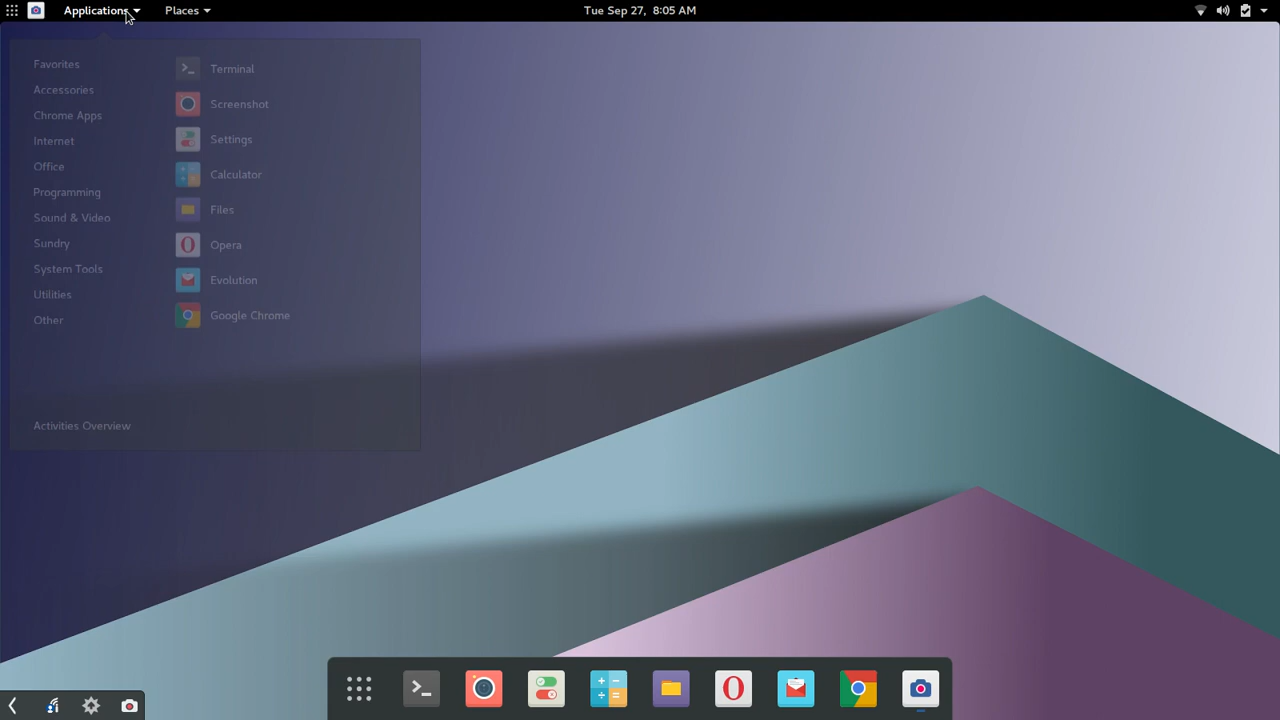 Applications Places Tue Sep 27, 8:05 AM
Favorites
Accessories
Chrome Apps
Internet
Office
Programming
Sound & Video
Sundry
System Tools
Utilities
Other
Activities Overview
Terminal
Screenshot
Settings
Calculator
Files
Opera
Evolution
Google Chrome